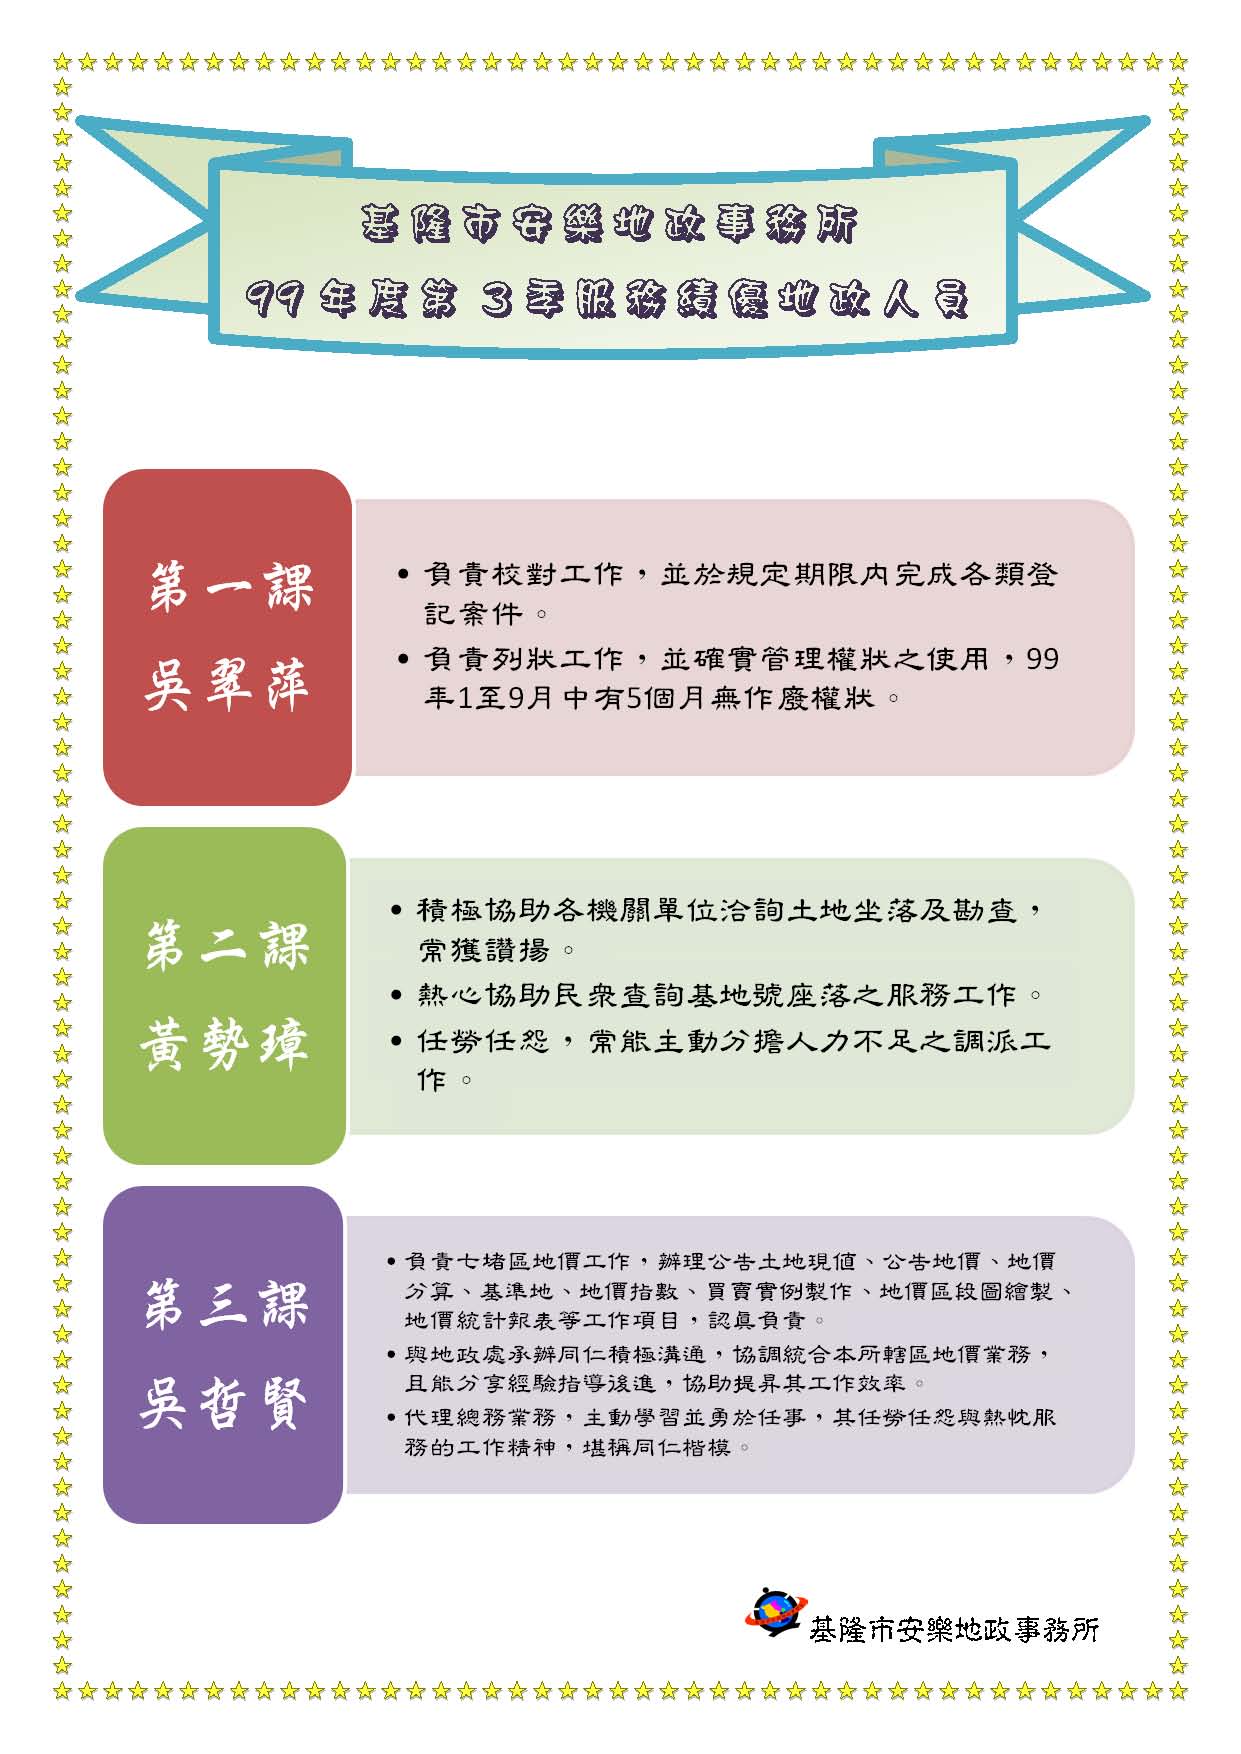 基隆市安樂地政事務所
99年度第3季服務績優地政人員
第一課
吳翠萍
• 負責校對工作，並於規定期限內完成各類登
記案件。
• 負責列狀工作，並確實管理權狀之使用，99
年1至9月中有5個月無作廢權狀。
第二課
黃勢璋
• 積極協助各機關單位洽詢土地坐落及勘查，
常獲讚揚。
• 熱心協助民眾查詢基地號座落之服務工作。
• 任勞任怨，常能主動分擔人力不足之調派工
作。
第三課
吳哲賢
• 負責七堵區地價工作，辦理公告土地現值、公告地價、地價
分算、基準地、地價指數、買賣實例製作、地價區段圖繪製、
地價統計報表等工作項目，認真負責。
• 與地政處承辦同仁積極溝通，協調統合本所轄區地價業務，
且能分享經驗指導後進，協助提昇其工作效率。
• 代理總務業務，主動學習並勇於任事，其任勞任怨與熱忱服
務的工作精神，堪稱同仁楷模。
基隆市安樂地政事務所